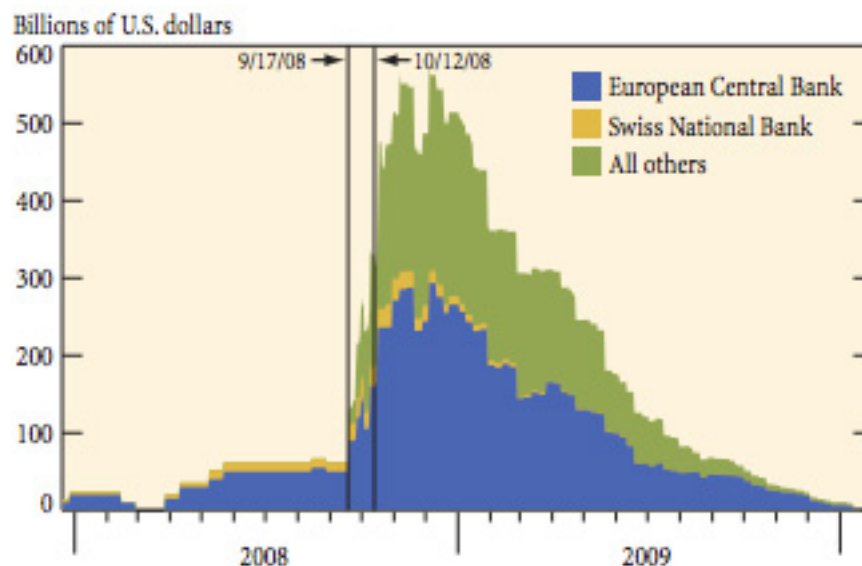 Billions of U.S. dollars
600
9/17/08
10/12/08
European Central Bank
500
Swiss National Bank
All others
400
300
200
100
0
2008
2009